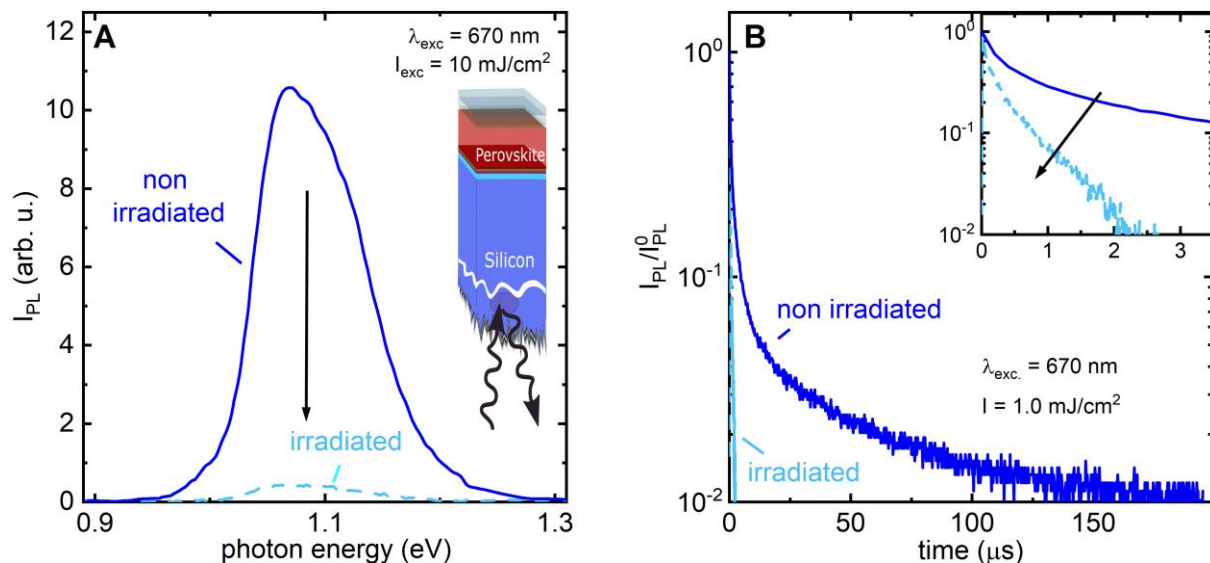 A
λexc = 670 nm
Iexc = 10 mJ/cm²
non
irradiated
Perovskite
Silicon
irradiated
IPL (arb. u.)
12
10
8
6
4
2
0
0.9
1.1
1.3
photon energy (eV)
B
IPL/I⁰PL
10⁰
10⁻¹
10⁻²
10⁰
10⁻¹
10⁻²
0
1
2
3
non irradiated
λexc. = 670 nm
I = 1.0 mJ/cm²
irradiated
0
50
100
150
time (μs)